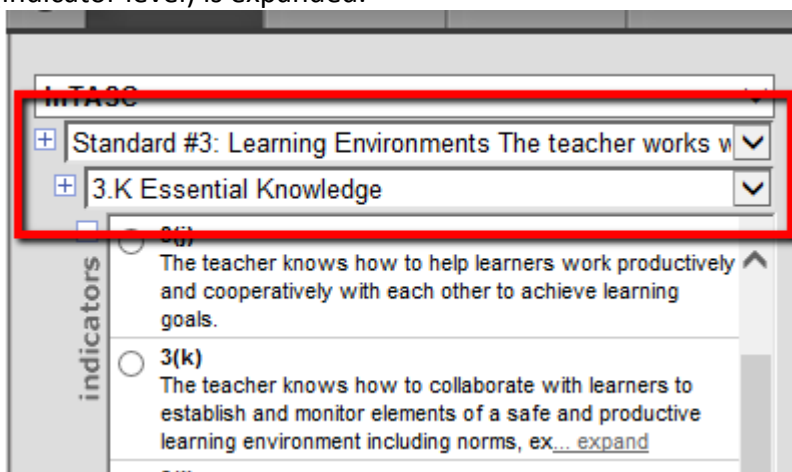 indicator level) is expanded.
InTASC
Standard #3: Learning Environments The teacher works w
3.K Essential Knowledge
3(j)
The teacher knows how to help learners work productively
and cooperatively with each other to achieve learning
goals.
indicators
3(k)
The teacher knows how to collaborate with learners to
establish and monitor elements of a safe and productive
learning environment including norms, ex... expand